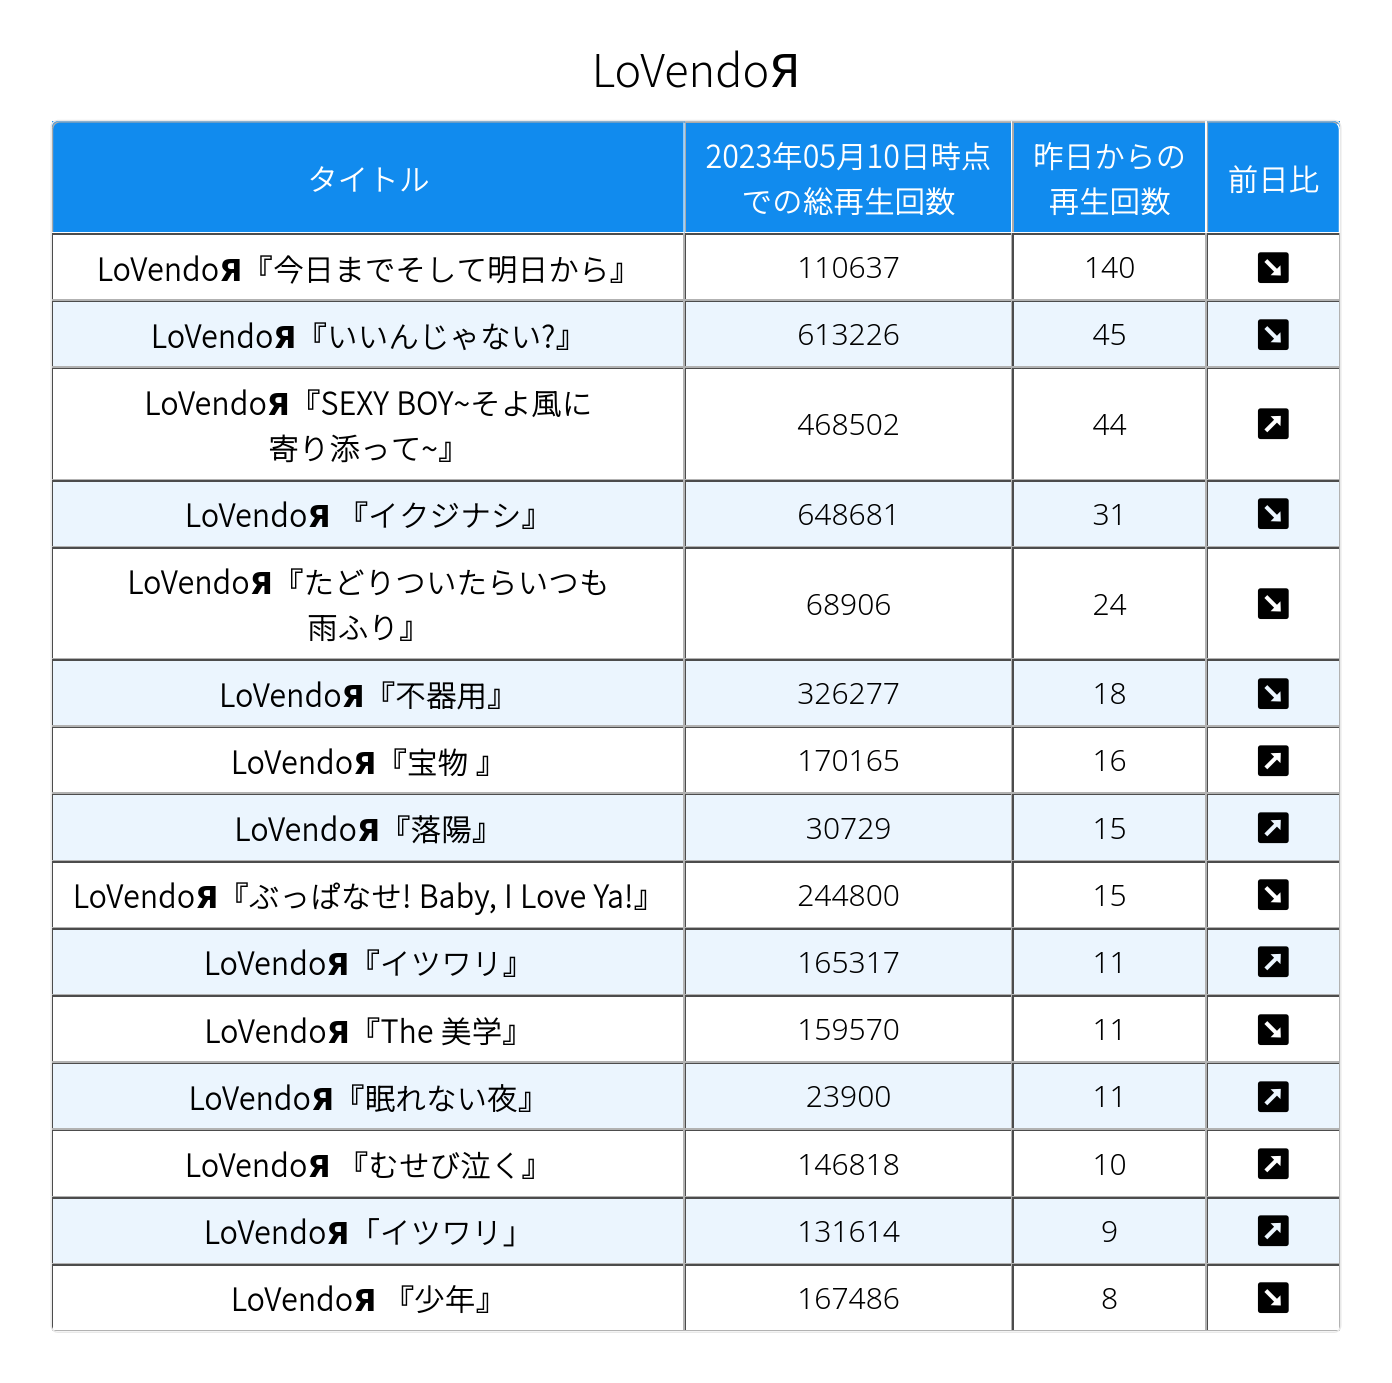 LoVendoЯ
タイトル
2023年05月10日時点
での総再生回数
昨日からの
再生回数
前日比
LoVendoЯ『今日までそして明日から』 110637 140 ↘
LoVendoЯ『いいんじゃない?』 613226 45 ↘
LoVendoЯ『SEXY BOY~そよ風に
寄り添って~』 468502 44 ↗
LoVendoЯ 『イクジナシ』 648681 31 ↘
LoVendoЯ『たどりついたらいつも
雨ふり』 68906 24 ↘
LoVendoЯ『不器用』 326277 18 ↘
LoVendoЯ『宝物 』 170165 16 ↗
LoVendoЯ『落陽』 30729 15 ↗
LoVendoЯ『ぶっぱなせ! Baby, I Love Ya!』 244800 15 ↘
LoVendoЯ『イツワリ』 165317 11 ↗
LoVendoЯ『The 美学』 159570 11 ↘
LoVendoЯ『眠れない夜』 23900 11 ↗
LoVendoЯ 『むせび泣く』 146818 10 ↗
LoVendoЯ「イツワリ」 131614 9 ↗
LoVendoЯ 『少年』 167486 8 ↘